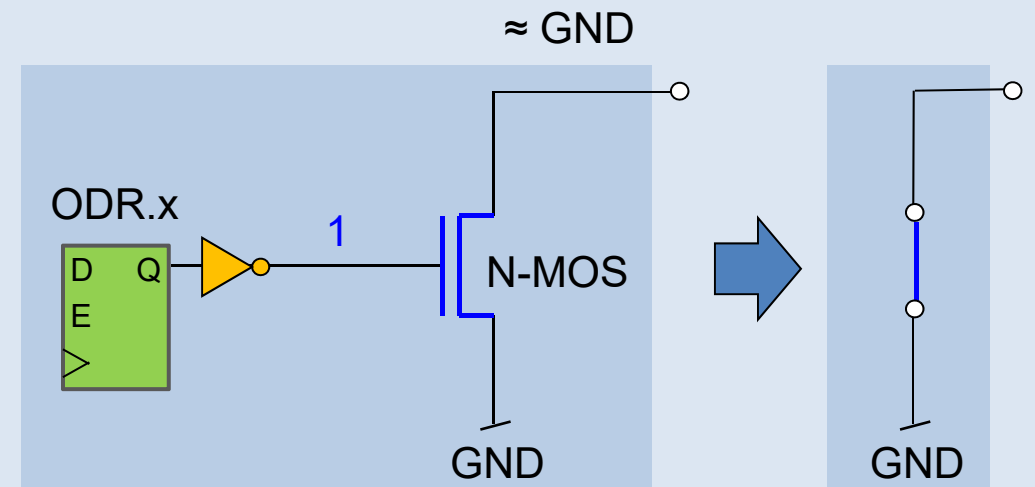 ≈ GND
ODR.x
1
D Q
E
N-MOS
GND
GND